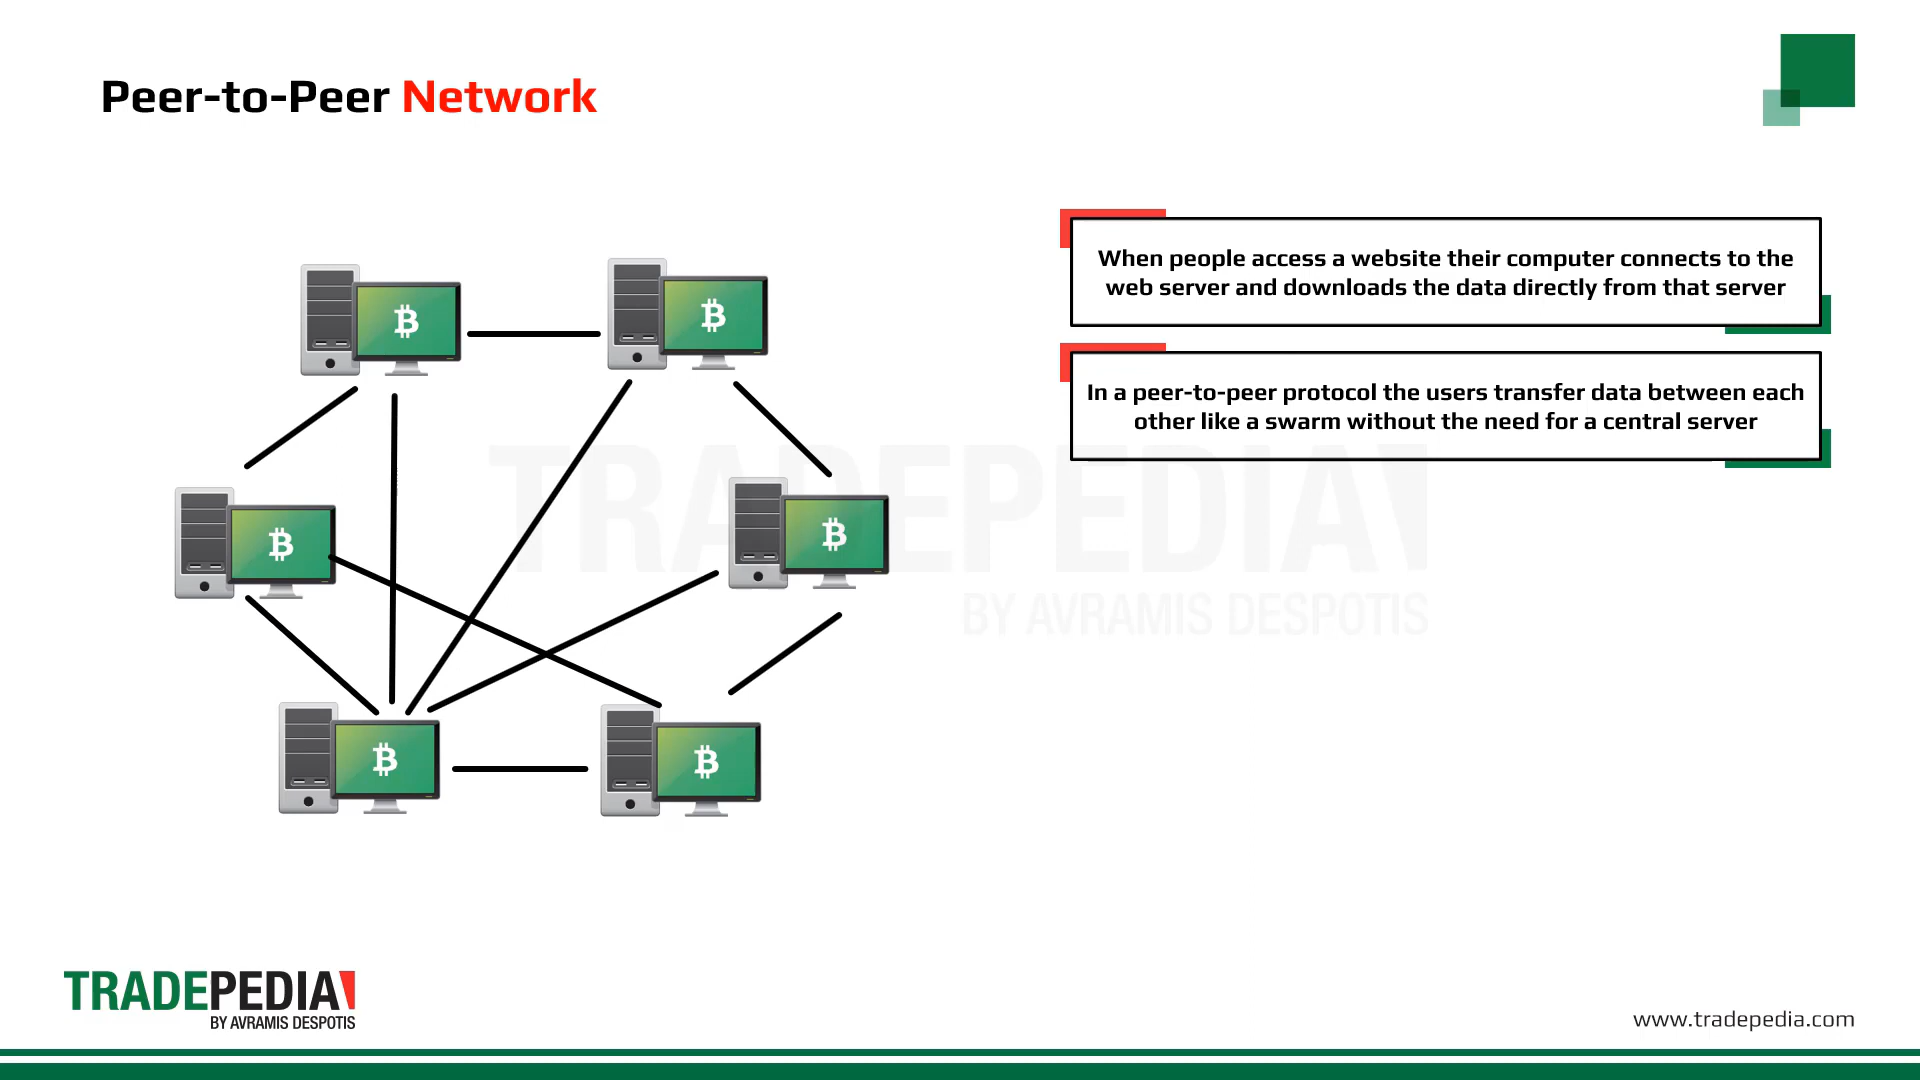 Peer-to-Peer Network
When people access a website their computer connects to the
web server and downloads the data directly from that server
In a peer-to-peer protocol the users transfer data between each
other like a swarm without the need for a central server
TRADEPEDIA
BY AVRAMIS DESPOTIS
TRADEPEDIA
BY AVRAMIS DESPOTIS
www.tradepedia.com